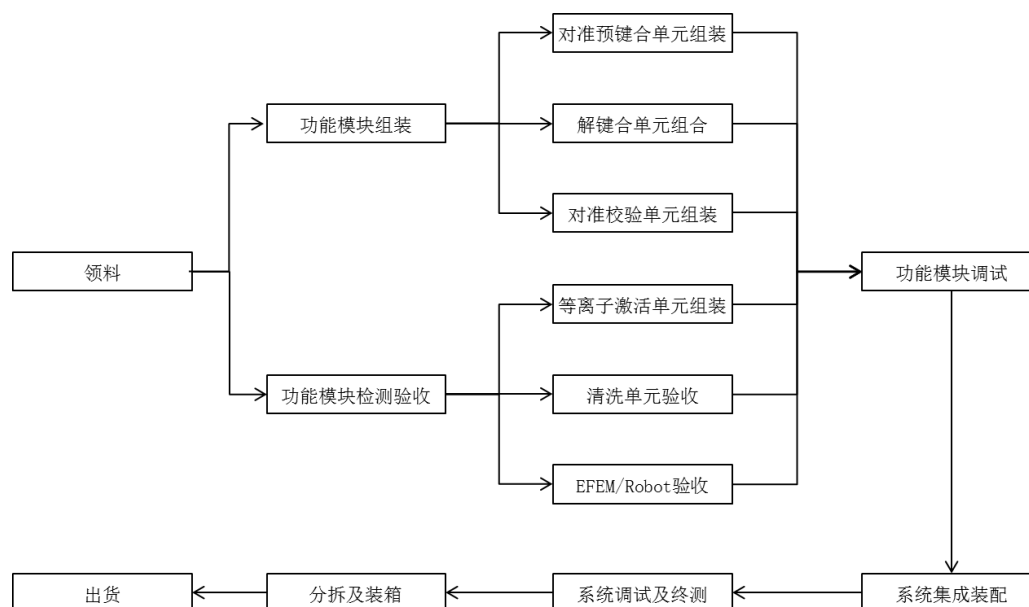 对准预键合单元组装
功能模块组装
解键合单元组合
对准校验单元组装
领料
功能模块调试
等离子激活单元组装
功能模块检测验收
清洗单元验收
EFEM/Robot验收
出货
分拆及装箱
系统调试及终测
系统集成装配